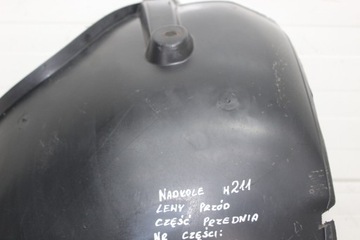 NADKOLE W211
LEWY PRZÓD
CZĘŚĆ PRZEDNIA
NR CZĘŚCI: